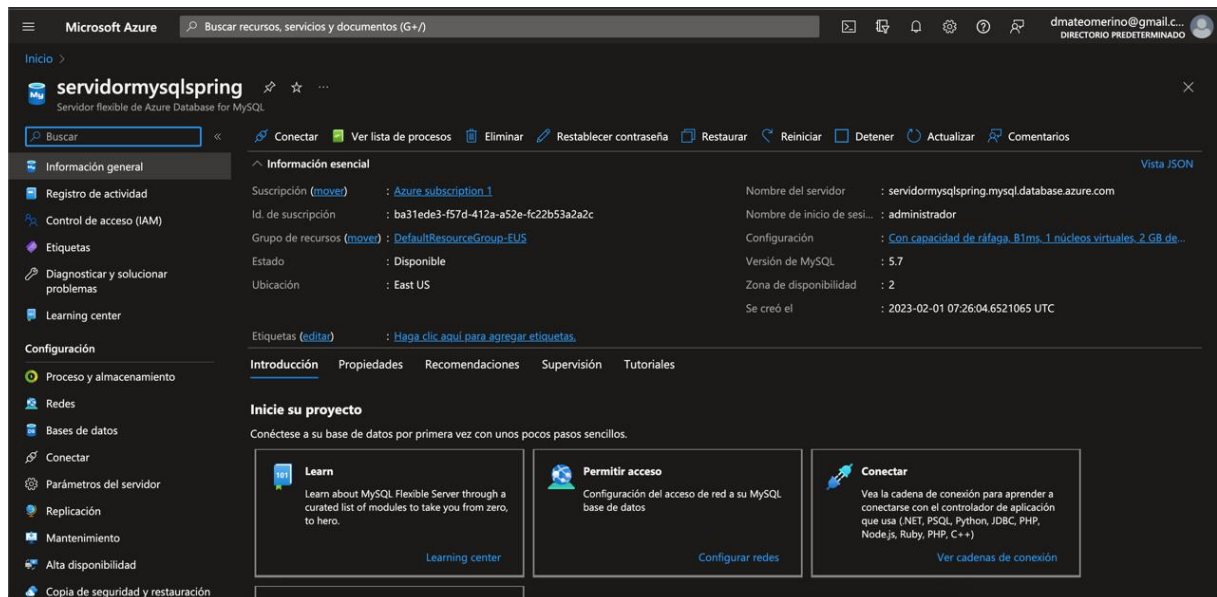 Microsoft Azure
Buscar recursos, servicios y documentos (G+/)
dmateomerino@gmail.c...
DIRECTORIO PREDETERMINADO
Inicio >
My
servidormysqlspring
Servidor flexible de Azure Database for MySQL
Buscar
Información general
Registro de actividad
Control de acceso (IAM)
Etiquetas
Diagnosticar y solucionar
problemas
Learning center
Configuración
Proceso y almacenamiento
Redes
Bases de datos
Conectar
Parámetros del servidor
Replicación
Mantenimiento
Alta disponibilidad
Copia de seguridad y restauración
Conectar Ver lista de procesos Eliminar Restablecer contraseña Restaurar Reiniciar Detener Actualizar Comentarios
Información esencial
Vista JSON
Suscripción (mover) : Azure subscription 1
Id. de suscripción : ba31ede3-f57d-412a-a52e-fc22b53a2a2c
Grupo de recursos (mover) : DefaultResourceGroup-EUS
Estado : Disponible
Ubicación : East US
Nombre del servidor : servidormysqlspring.mysql.database.azure.com
Nombre de inicio de sesi... : administrador
Configuración : Con capacidad de ráfaga, B1ms, 1 núcleos virtuales, 2 GB de...
Versión de MySQL : 5.7
Zona de disponibilidad : 2
Se creó el : 2023-02-01 07:26:04.6521065 UTC
Etiquetas (editar) : Haga clic aquí para agregar etiquetas.
Introducción Propiedades Recomendaciones Supervisión Tutoriales
Inicie su proyecto
Conéctese a su base de datos por primera vez con unos pocos pasos sencillos.
101
Learn
Learn about MySQL Flexible Server through a
curated list of modules to take you from zero,
to hero.
Learning center
Permitir acceso
Configuración del acceso de red a su MySQL
base de datos
Configurar redes
Conectar
Vea la cadena de conexión para aprender a
conectarse con el controlador de aplicación
que usa (.NET, PSQL, Python, JDBC, PHP,
Node.js, Ruby, PHP, C++)
Ver cadenas de conexión